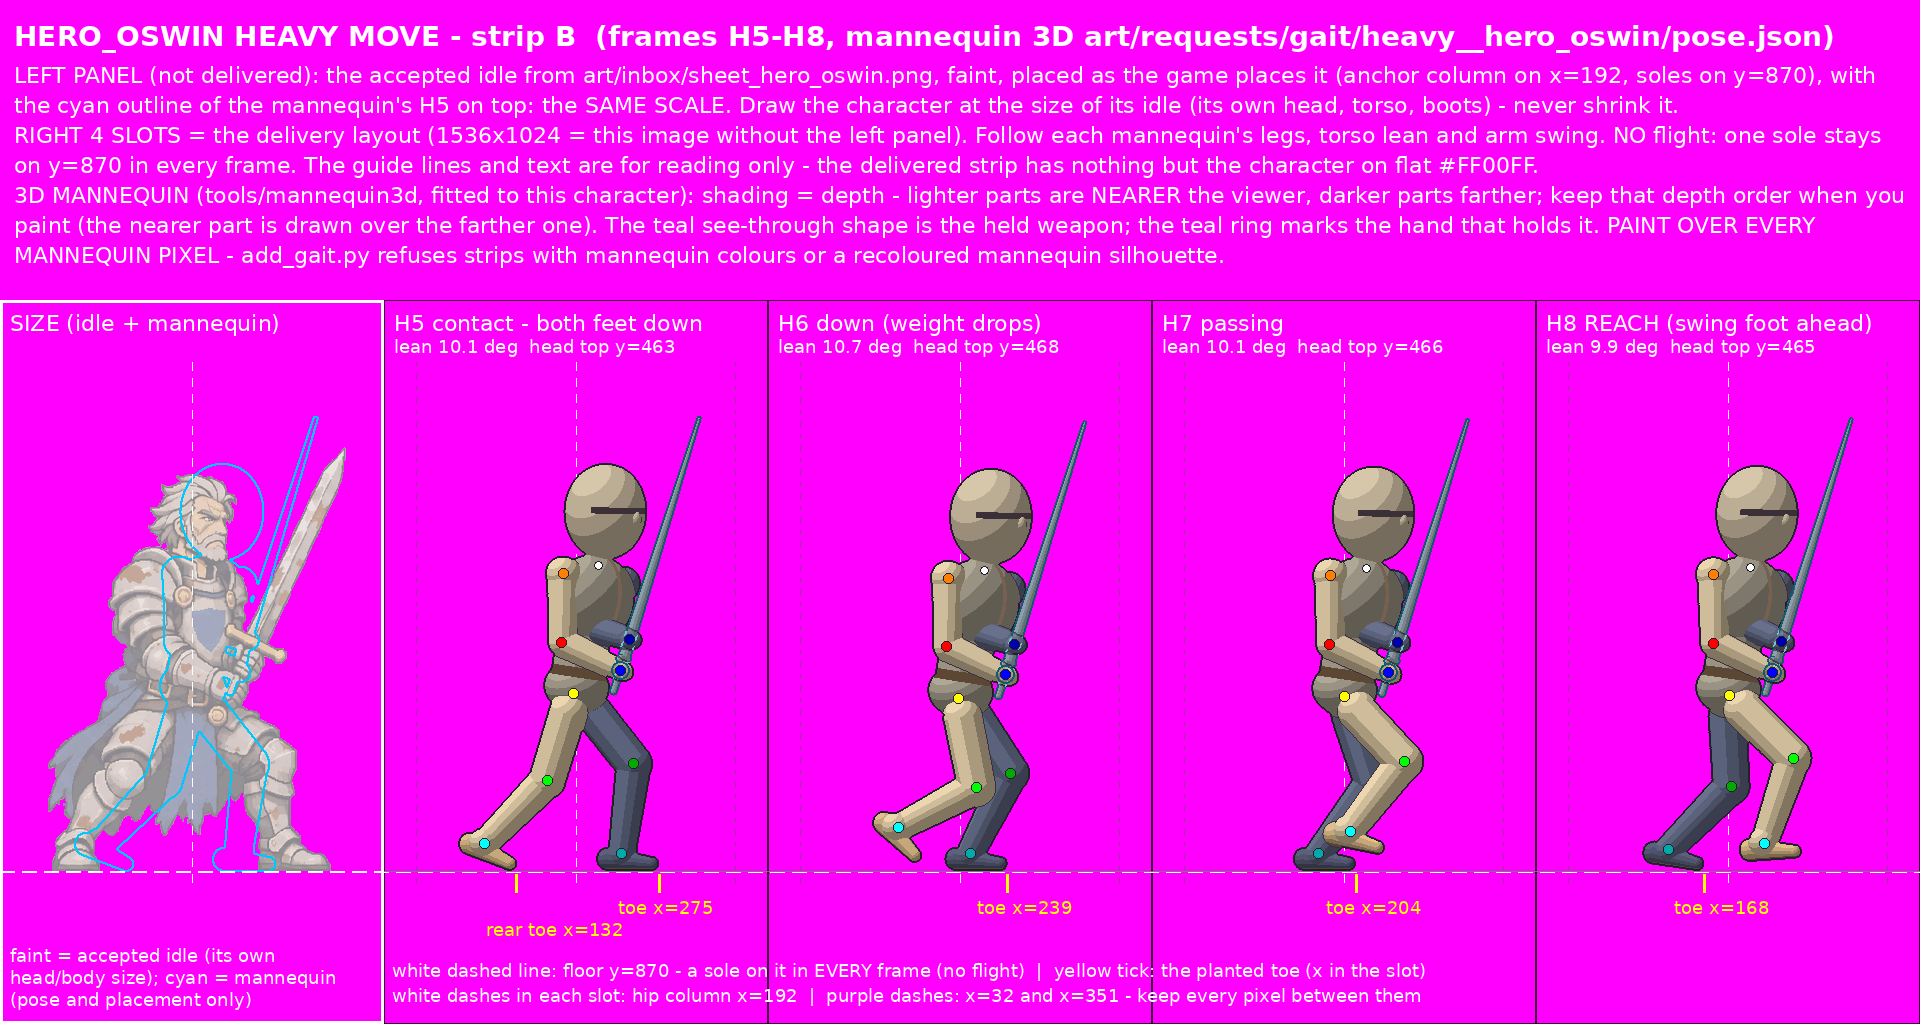 HERO_OSWIN HEAVY MOVE - strip B  (frames H5-H8, mannequin 3D art/requests/gait/heavy__hero_oswin/pose.json)
LEFT PANEL (not delivered): the accepted idle from art/inbox/sheet_hero_oswin.png, faint, placed as the game places it (anchor column on x=192, soles on y=870), with
the cyan outline of the mannequin's H5 on top: the SAME SCALE. Draw the character at the size of its idle (its own head, torso, boots) - never shrink it.
RIGHT 4 SLOTS = the delivery layout (1536x1024 = this image without the left panel). Follow each mannequin's legs, torso lean and arm swing. NO flight: one sole stays
on y=870 in every frame. The guide lines and text are for reading only - the delivered strip has nothing but the character on flat #FF00FF.
3D MANNEQUIN (tools/mannequin3d, fitted to this character): shading = depth - lighter parts are NEARER the viewer, darker parts farther; keep that depth order when you
paint (the nearer part is drawn over the farther one). The teal see-through shape is the held weapon; the teal ring marks the hand that holds it. PAINT OVER EVERY
MANNEQUIN PIXEL - add_gait.py refuses strips with mannequin colours or a recoloured mannequin silhouette.
SIZE (idle + mannequin)
H5 contact - both feet down
lean 10.1 deg  head top y=463
H6 down (weight drops)
lean 10.7 deg  head top y=468
H7 passing
lean 10.1 deg  head top y=466
H8 REACH (swing foot ahead)
lean 9.9 deg  head top y=465
toe x=275
rear toe x=132
toe x=239
toe x=204
toe x=168
faint = accepted idle (its own
head/body size); cyan = mannequin
(pose and placement only)
white dashed line: floor y=870 - a sole on it in EVERY frame (no flight)  |  yellow tick: the planted toe (x in the slot)
white dashes in each slot: hip column x=192  |  purple dashes: x=32 and x=351 - keep every pixel between them